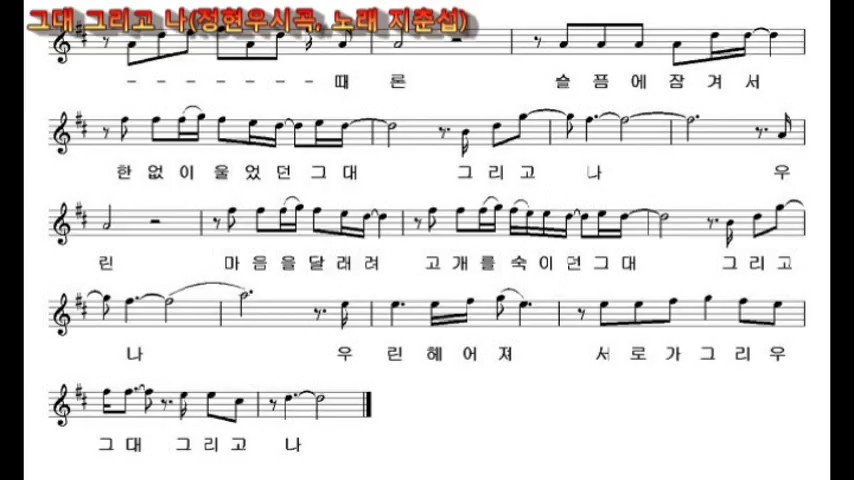 그대 그리고 나(정현우시곡, 노래 지춘섭)
- - - - - - - 때 론 슬 픔 에 잠 겨 서
한 없 이 울 었 던 그 대 그 리 고 나 우
린 마 음 을 달 래 려 고 개 를 숙 이 던 그 대 그 리 고
나 우 린 헤 어 져 서 로 가 그 리 우
그 대 그 리 고 나